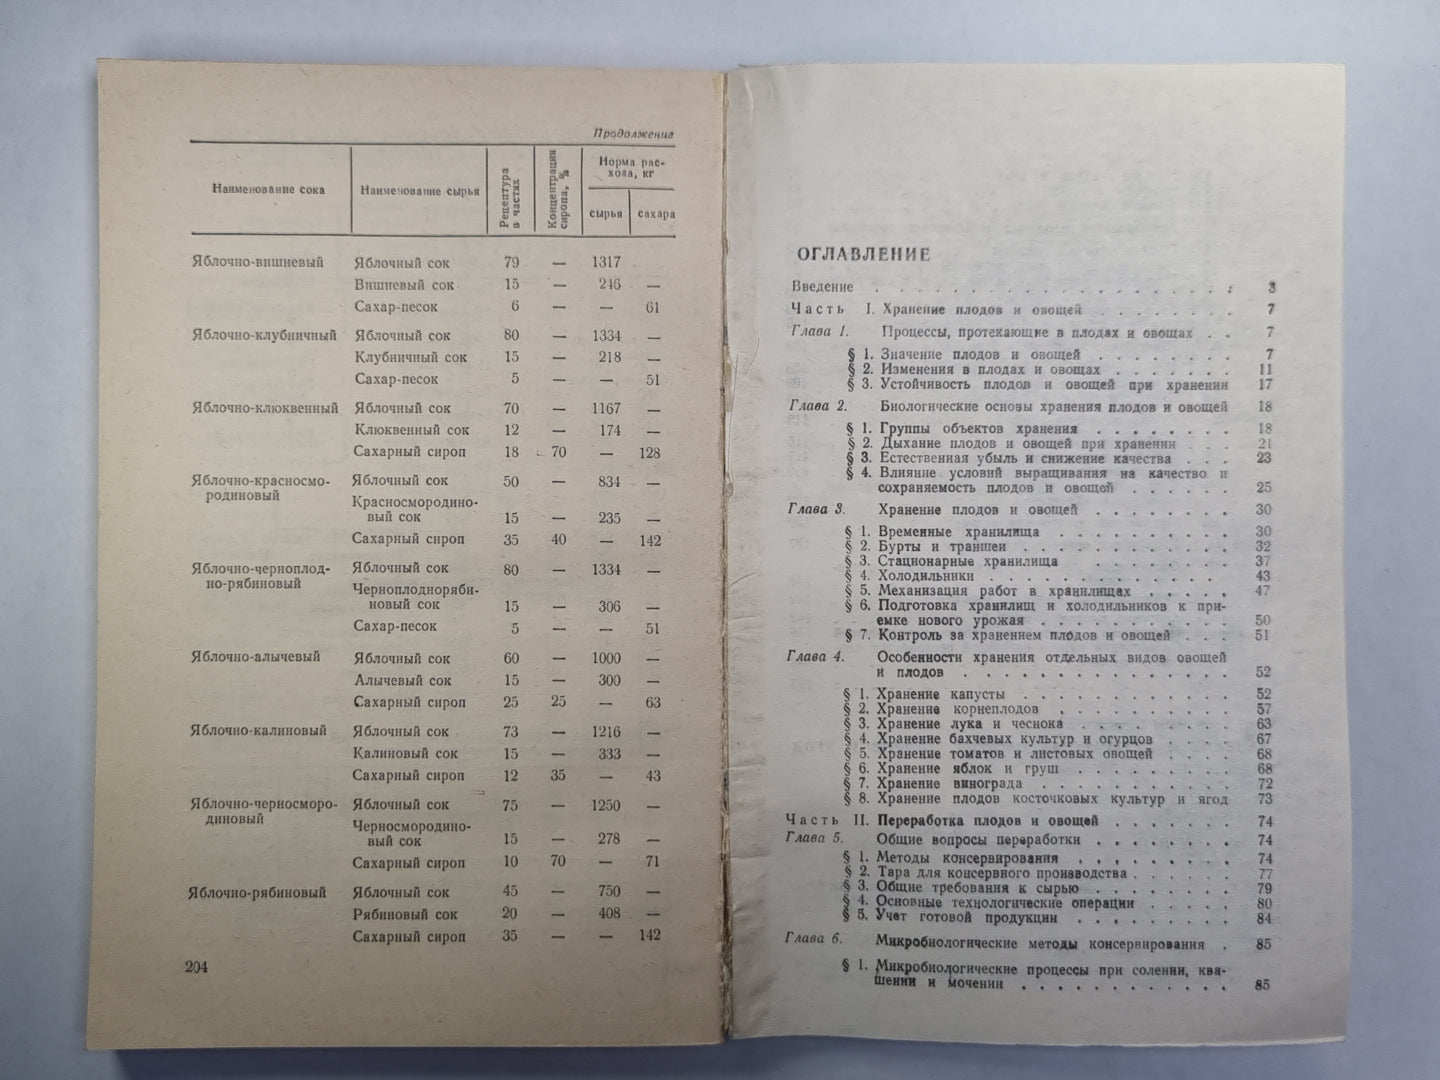 Продолжение
Наименование сока
Наименование сырья
Рецептура
в частях
Концентрация
сиропа, %
Норма рас-
хода, кг
сырья сахара
Яблочно-вишневый Яблочный сок 79 — 1317
Вишневый сок 15 — 246 —
Сахар-песок 6 — — 61
Яблочно-клубничный Яблочный сок 80 — 1334 —
Клубничный сок 15 — 218 —
Сахар-песок 5 — — 51
Яблочно-клюквенный Яблочный сок 70 — 1167 —
Клюквенный сок 12 — 174 —
Сахарный сироп 18 70 — 128
Яблочно-красносмо- Яблочный сок 50 — 834 —
родиновый
Красносмородино-
вый сок 15 — 235 —
Сахарный сироп 35 40 — 142
Яблочно-черноплод- Яблочный сок 80 — 1334 —
но-рябиновый
Черноплодноряби-
новый сок 15 — 306 —
Сахар-песок 5 — — 51
Яблочно-алычевый Яблочный сок 60 — 1000 —
Алычевый сок 15 — 300 —
Сахарный сироп 25 25 — 63
Яблочно-калиновый Яблочный сок 73 — 1216 —
Калиновый сок 15 — 333 —
Сахарный сироп 12 35 — 43
Яблочно-черносморо- Яблочный сок 75 — 1250 —
диновый
Черносмородино-
вый сок 15 — 278 —
Сахарный сироп 10 70 — 71
Яблочно-рябиновый Яблочный сок 45 — 750 —
Рябиновый сок 20 — 408 —
Сахарный сироп 35 — — 142
204
ОГЛАВЛЕНИЕ
Введение . . . . . . . . . . . . . . . . . . . . 3
Часть I. Хранение плодов и овощей . . . . . . . . 7
Глава 1. Процессы, протекающие в плодах и овощах . . 7
§ 1. Значение плодов и овощей . . . . . . . . 7
§ 2. Изменения в плодах и овощах . . . . . . . 11
§ 3. Устойчивость плодов и овощей при хранении 17
Глава 2. Биологические основы хранения плодов и овощей 18
§ 1. Группы объектов хранения . . . . . . . . 18
§ 2. Дыхание плодов и овощей при хранении . . . 21
§ 3. Естественная убыль и снижение качества . . . 23
§ 4. Влияние условий выращивания на качество и
сохраняемость плодов и овощей . . . . . . 25
Глава 3. Хранение плодов и овощей . . . . . . . . 30
§ 1. Временные хранилища . . . . . . . . . . 30
§ 2. Бурты и траншеи . . . . . . . . . . . . 32
§ 3. Стационарные хранилища . . . . . . . . 37
§ 4. Холодильники . . . . . . . . . . . . . 43
§ 5. Механизация работ в хранилищах . . . . . 47
§ 6. Подготовка хранилищ и холодильников к при-
емке нового урожая . . . . . . . . . . . 50
§ 7. Контроль за хранением плодов и овощей . . . 51
Глава 4. Особенности хранения отдельных видов овощей
и плодов . . . . . . . . . . . . . . . 52
§ 1. Хранение капусты . . . . . . . . . . . . 52
§ 2. Хранение корнеплодов . . . . . . . . . . 57
§ 3. Хранение лука и чеснока . . . . . . . . . 63
§ 4. Хранение бахчевых культур и огурцов . . . . 67
§ 5. Хранение томатов и листовых овощей . . . . 68
§ 6. Хранение яблок и груш . . . . . . . . . 68
§ 7. Хранение винограда . . . . . . . . . . . 72
§ 8. Хранение плодов косточковых культур и ягод 73
Часть II. Переработка плодов и овощей . . . . . . . 74
Глава 5. Общие вопросы переработки . . . . . . . . 74
§ 1. Методы консервирования . . . . . . . . . 74
§ 2. Тара для консервного производства . . . . . . 77
§ 3. Общие требования к сырью . . . . . . . . 79
§ 4. Основные технологические операции . . . . . 80
§ 5. Учет готовой продукции . . . . . . . . . 84
Глава 6. Микробиологические методы консервирования . 85
§ 1. Микробиологические процессы при солении, ква-
шении и мочении . . . . . . . . . . . . 85